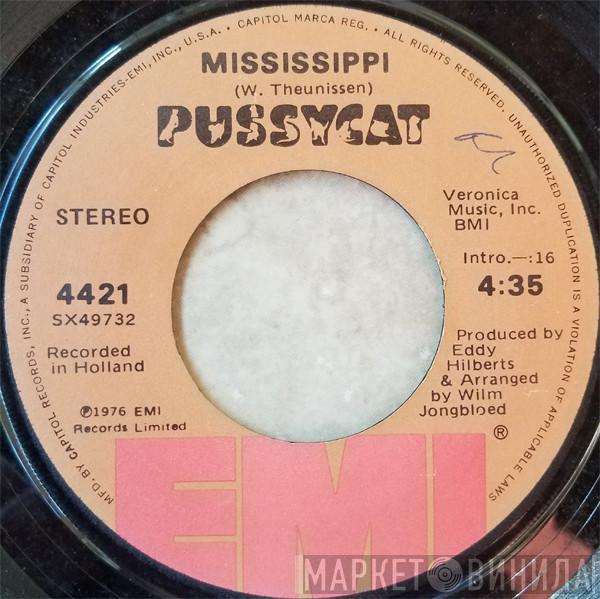 MFD. BY CAPITOL RECORDS, INC., A SUBSIDIARY OF CAPITOL INDUSTRIES-EMI, INC., U.S.A. • CAPITOL MARCA REG. • ALL RIGHTS RESERVED. UNAUTHORIZED DUPLICATION IS A VIOLATION OF APPLICABLE LAWS
MISSISSIPPI
(W. Theunissen)
PUSSYCAT
STEREO
4421
SX49732
Recorded
in Holland
℗1976 EMI
Records Limited
Veronica
Music, Inc.
BMI
Intro.—:16
4:35
Produced by
Eddy
Hilberts
& Arranged
by Wilm
Jongbloed
EMI ®
МАРКЕТ ВИНИЛА